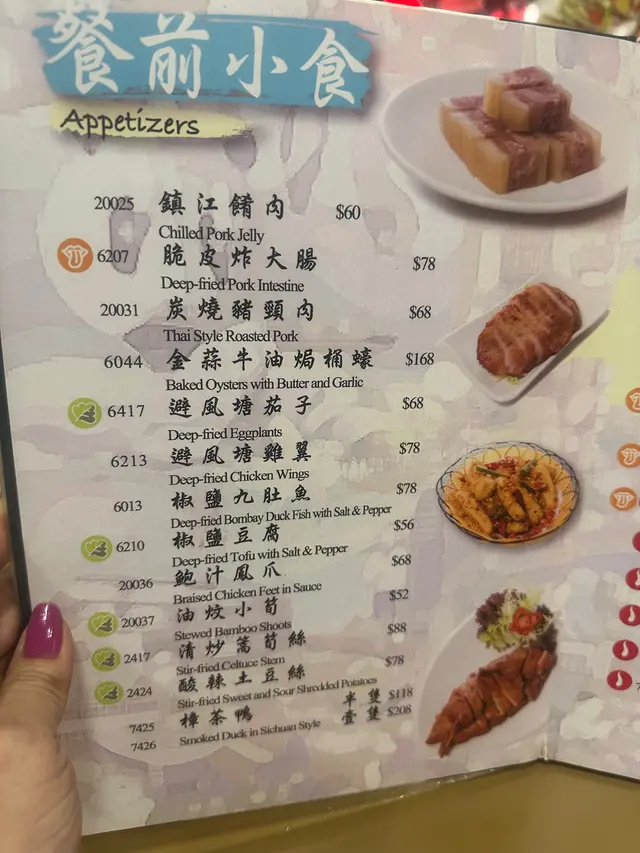 餐前小食
Appetizers
20025 鎮江餚肉 $60
Chilled Pork Jelly
6207 脆皮炸大腸 $78
Deep-fried Pork Intestine
20031 炭燒豬頸肉 $68
Thai Style Roasted Pork
6044 金蒜牛油焗桶蠔 $168
Baked Oysters with Butter and Garlic
6417 避風塘茄子 $68
Deep-fried Eggplants
6213 避風塘雞翼 $78
Deep-fried Chicken Wings
6013 椒鹽九肚魚 $78
Deep-fried Bombay Duck Fish with Salt & Pepper
6210 椒鹽豆腐 $56
Deep-fried Tofu with Salt & Pepper
20036 鮑汁鳳爪 $68
Braised Chicken Feet in Sauce
20037 油炆小筍 $52
Stewed Bamboo Shoots
2417 清炒萵筍絲 $88
Stir-fried Celtuce Stem
2424 酸辣土豆絲 $78
Stir-fried Sweet and Sour Shredded Potatoes
7425 樟茶鴨 半隻 $118
7426 Smoked Duck in Sichuan Style 壹隻 $208